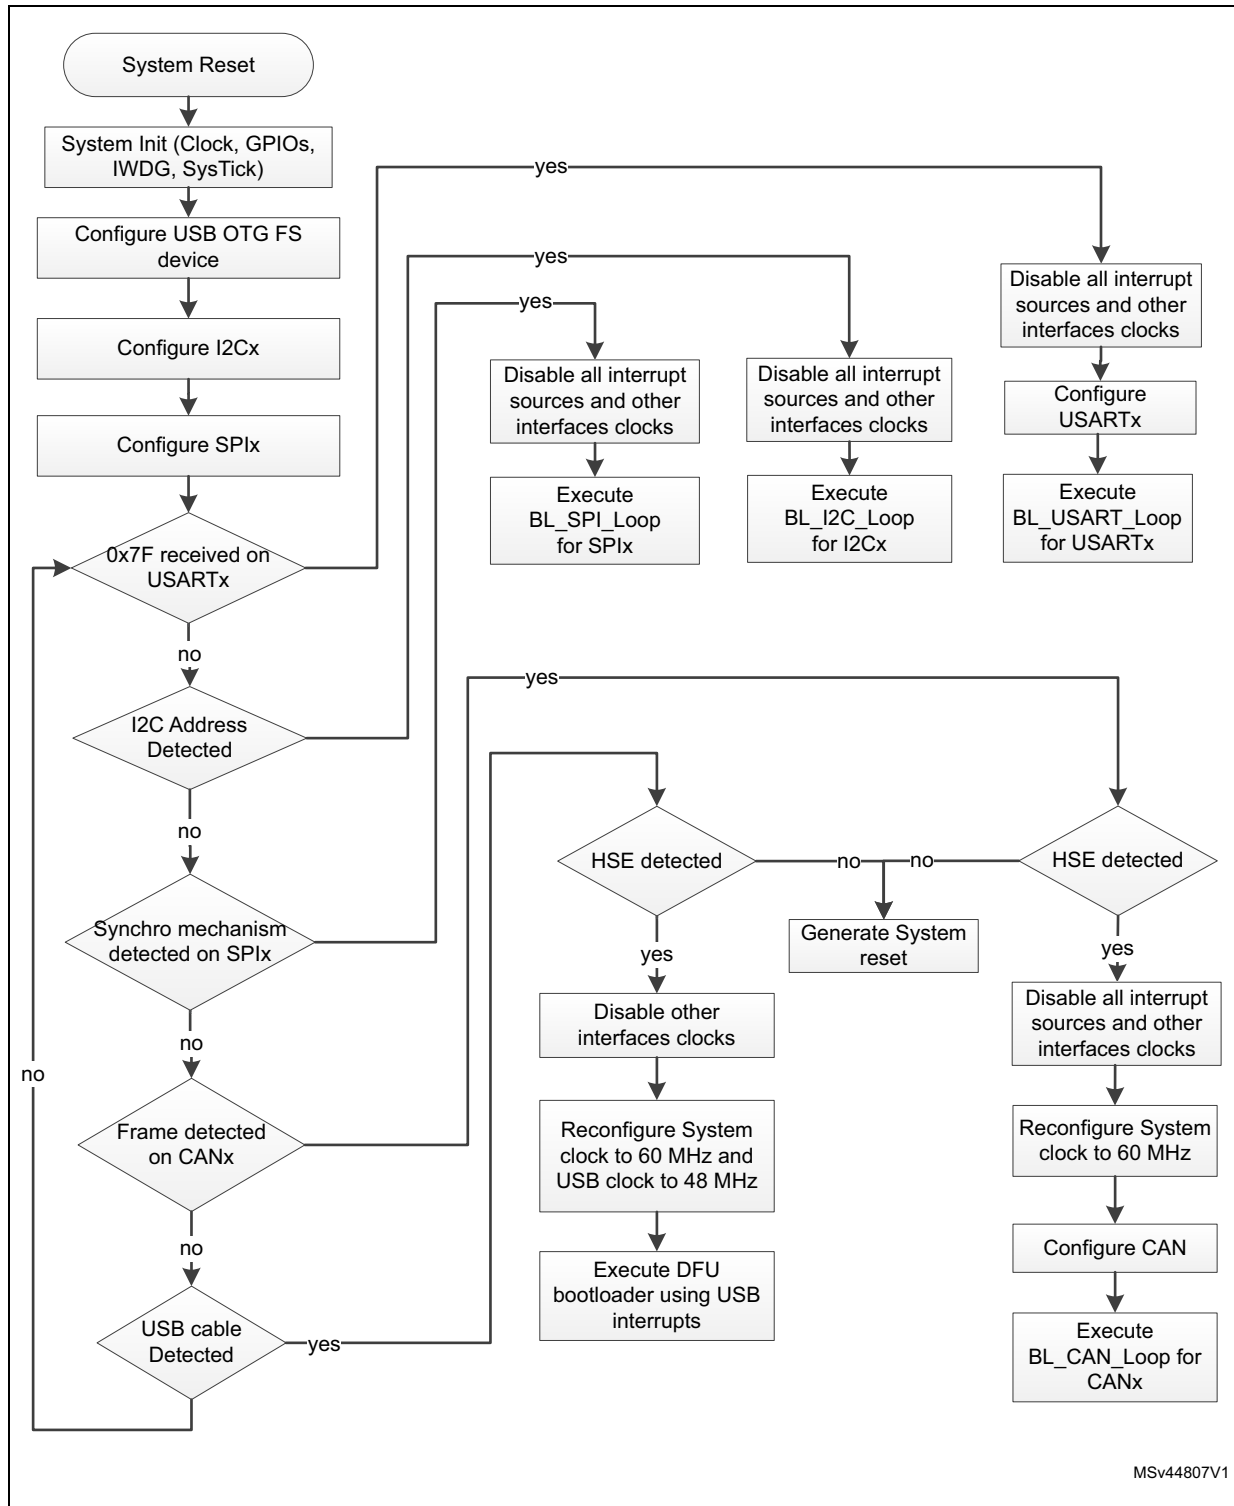 System Reset
System Init (Clock, GPIOs,
IWDG, SysTick)
Configure USB OTG FS
device
Configure I2Cx
Configure SPIx
0x7F received on
USARTx
no
I2C Address
Detected
no
Synchro mechanism
detected on SPIx
no
Frame detected
on CANx
no
USB cable
Detected
yes
no
yes
yes
yes
Disable all interrupt
sources and other
interfaces clocks
Execute
BL_SPI_Loop
for SPIx
Disable all interrupt
sources and other
interfaces clocks
Execute
BL_I2C_Loop
for I2Cx
Disable all interrupt
sources and other
interfaces clocks
Configure
USARTx
Execute
BL_USART_Loop
for USARTx
yes
HSE detected
no
no
HSE detected
Generate System
reset
yes
Disable other
interfaces clocks
Reconfigure System
clock to 60 MHz and
USB clock to 48 MHz
Execute DFU
bootloader using USB
interrupts
yes
Disable all interrupt
sources and other
interfaces clocks
Reconfigure System
clock to 60 MHz
Configure CAN
Execute
BL_CAN_Loop for
CANx
MSv44807V1